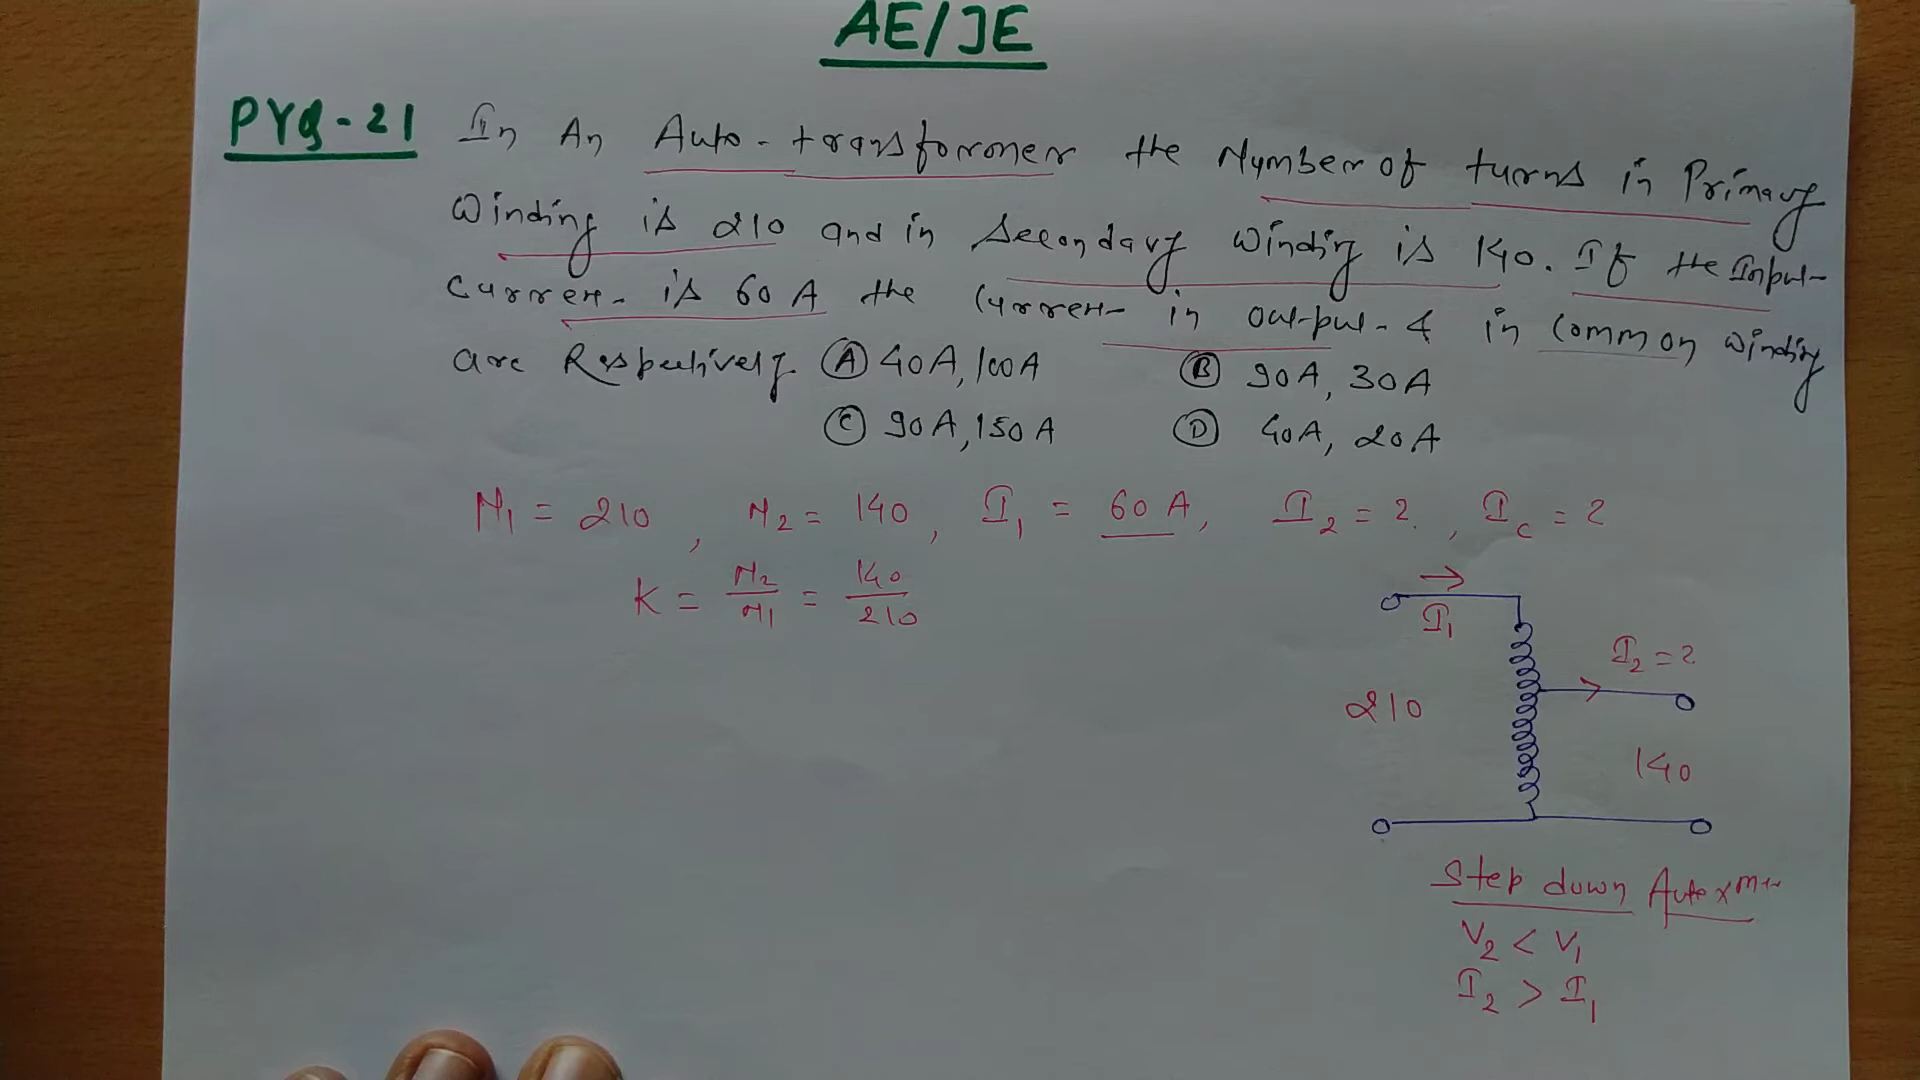 AE/JE
PYQ-21 In An Auto-transformer the Number of turns in Primary
Winding is 210 and in Secondary Winding is 140. If the Input
Current is 60 A the Current in output & in Common Winding
are Respectively. (A) 40A, 100A (B) 90A, 30A
(C) 90A, 150A (D) 40A, 20A
N1 = 210, N2 = 140, I1 = 60 A, I2 = ?, Ic = ?
K = N2/N1 = 140/210
I1
I2 = ?
210
140
Step down Autoxmtr
V2 < V1
I2 > I1